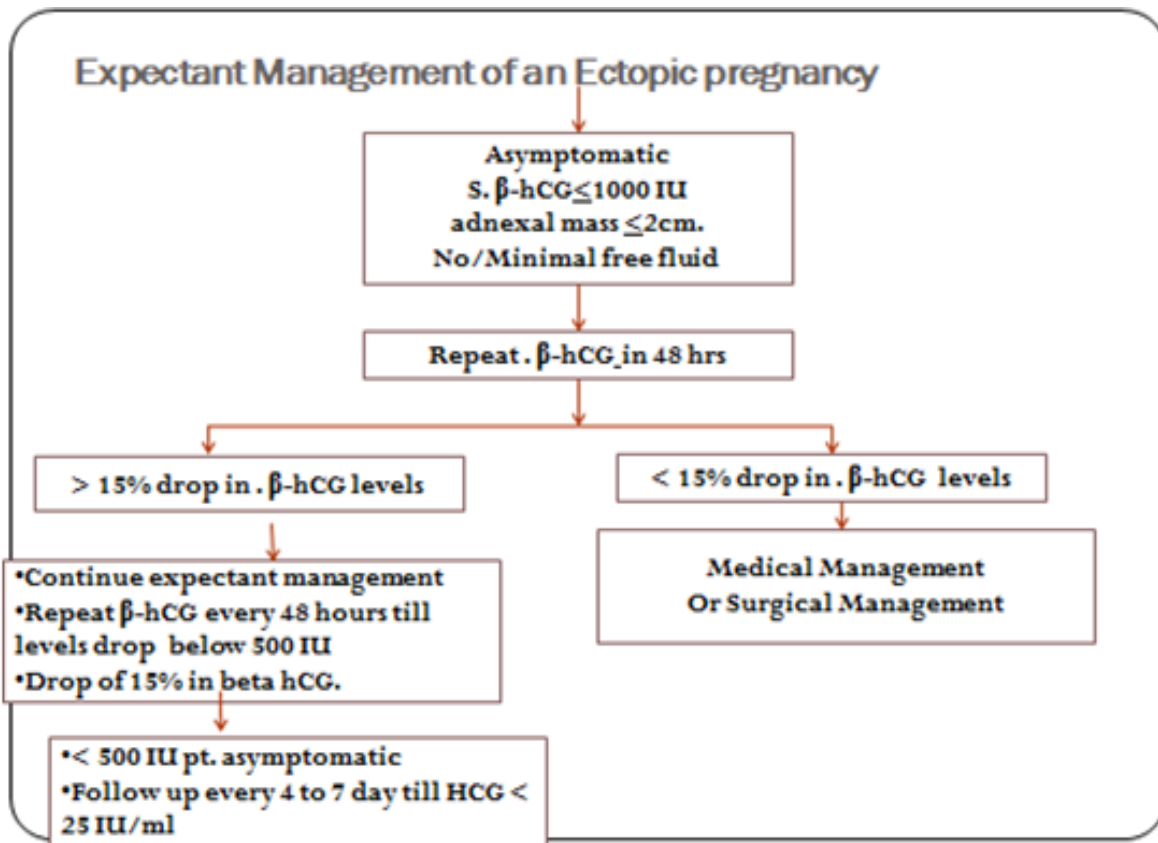 Expectant Management of an Ectopic pregnancy
Asymptomatic
S. β-hCG≤1000 IU
adnexal mass ≤2cm.
No/Minimal free fluid
Repeat . β-hCG in 48 hrs
> 15% drop in . β-hCG levels
< 15% drop in . β-hCG levels
•Continue expectant management
•Repeat β-hCG every 48 hours till
levels drop below 500 IU
•Drop of 15% in beta hCG.
Medical Management
Or Surgical Management
•< 500 IU pt. asymptomatic
•Follow up every 4 to 7 day till HCG <
25 IU/ml